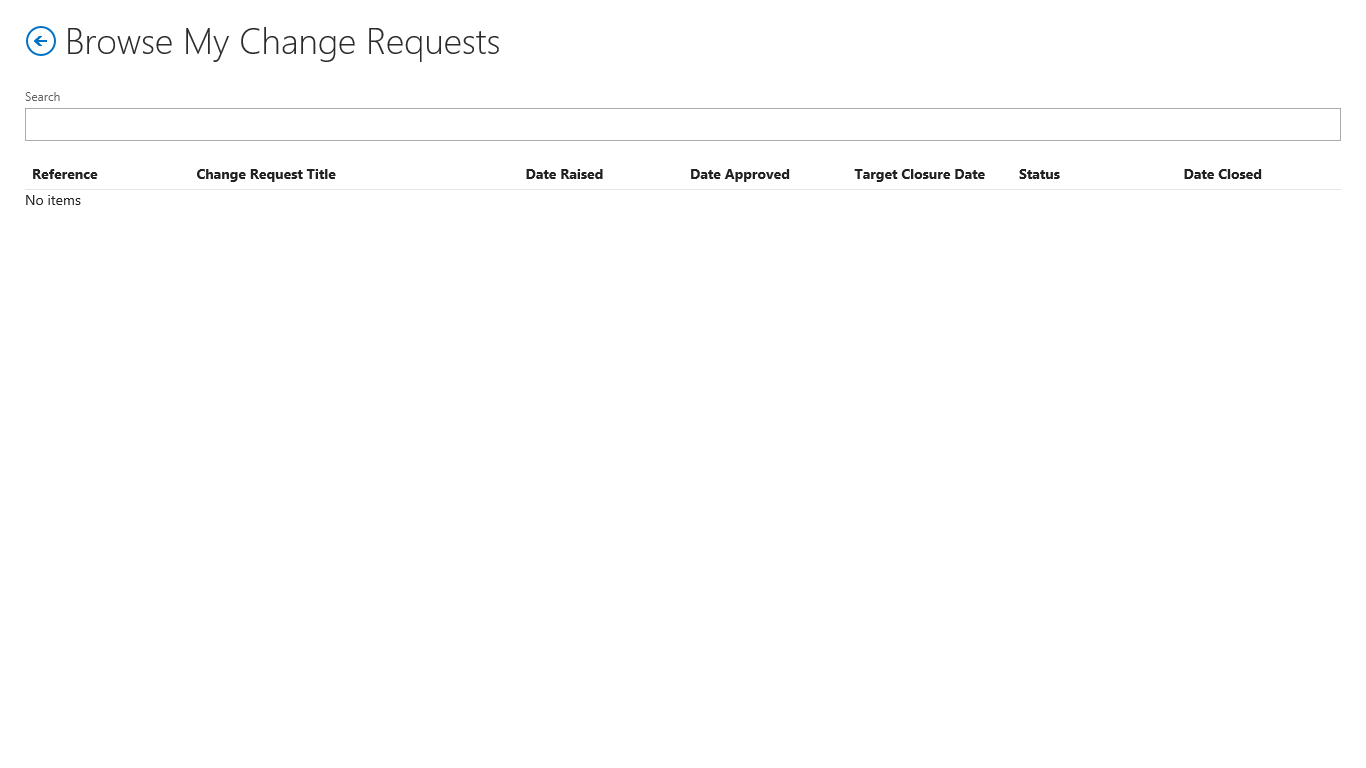 Browse My Change Requests
Search
Reference Change Request Title Date Raised Date Approved Target Closure Date Status Date Closed
No items